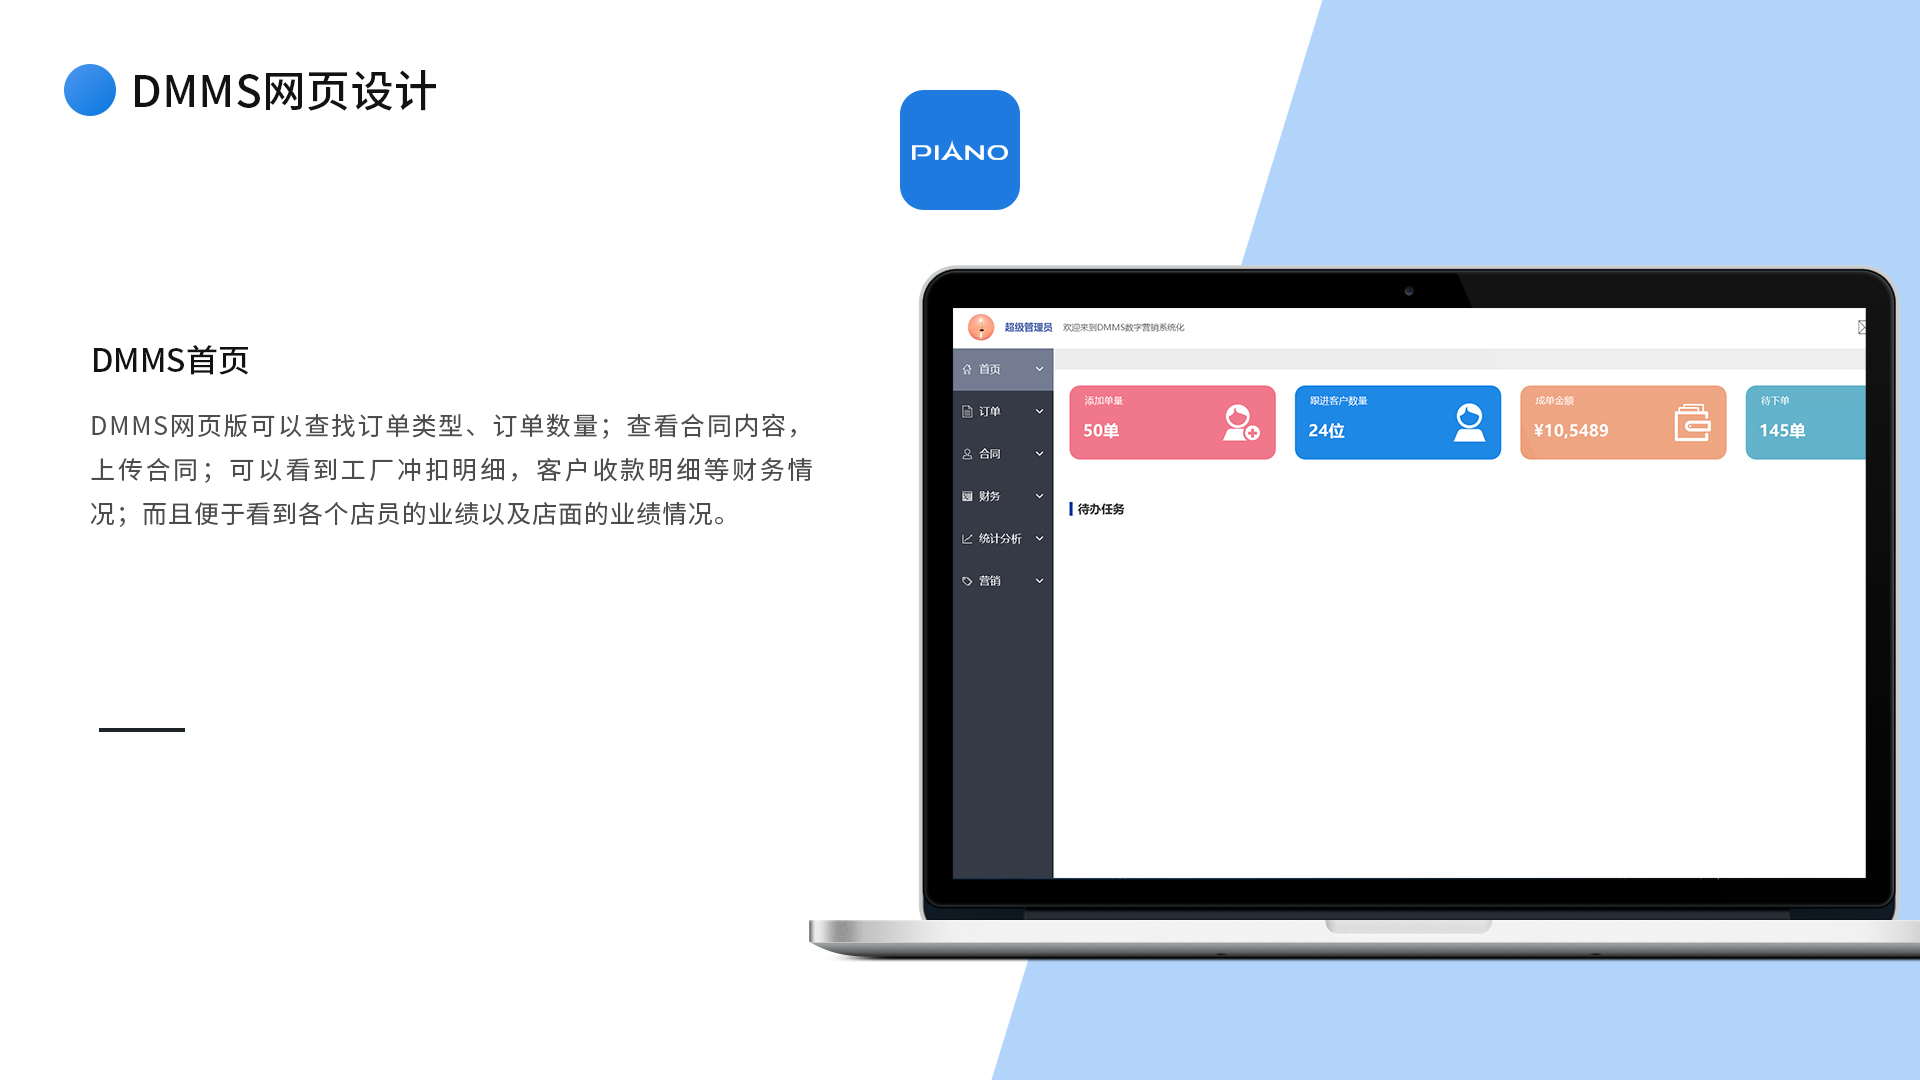 DMMS网页设计
PIANO
DMMS首页
DMMS网页版可以查找订单类型、订单数量；查看合同内容，
上传合同；可以看到工厂冲扣明细，客户收款明细等财务情
况；而且便于看到各个店员的业绩以及店面的业绩情况。
超级管理员 欢迎来到DMMS数字营销系统化
首页
订单
合同
财务
统计分析
营销
添加单量
50单
跟进客户数量
24位
成单金额
¥10,5489
待下单
145单
待办任务